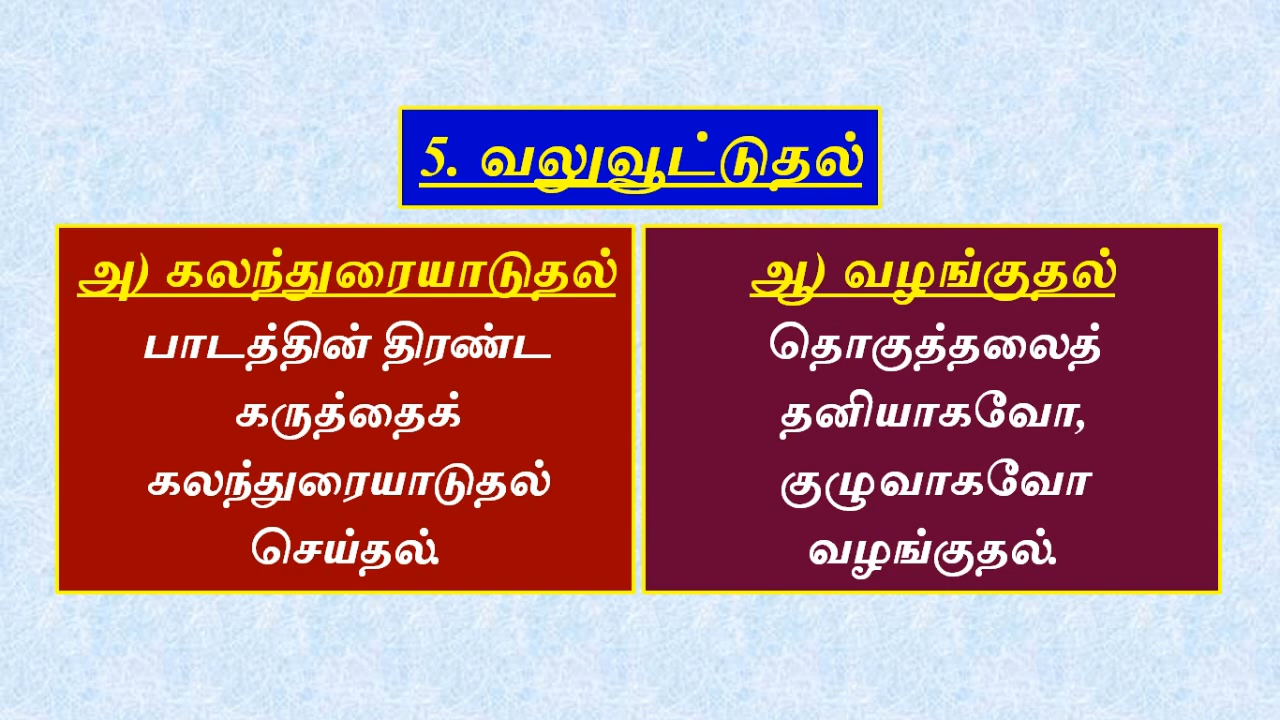 5. வலுவூட்டுதல்
அ) கலந்துரையாடுதல்
பாடத்தின் திரண்ட
கருத்தைக்
கலந்துரையாடுதல்
செய்தல்.
ஆ) வழங்குதல்
தொகுத்தலைத்
தனியாகவோ,
குழுவாகவோ
வழங்குதல்.